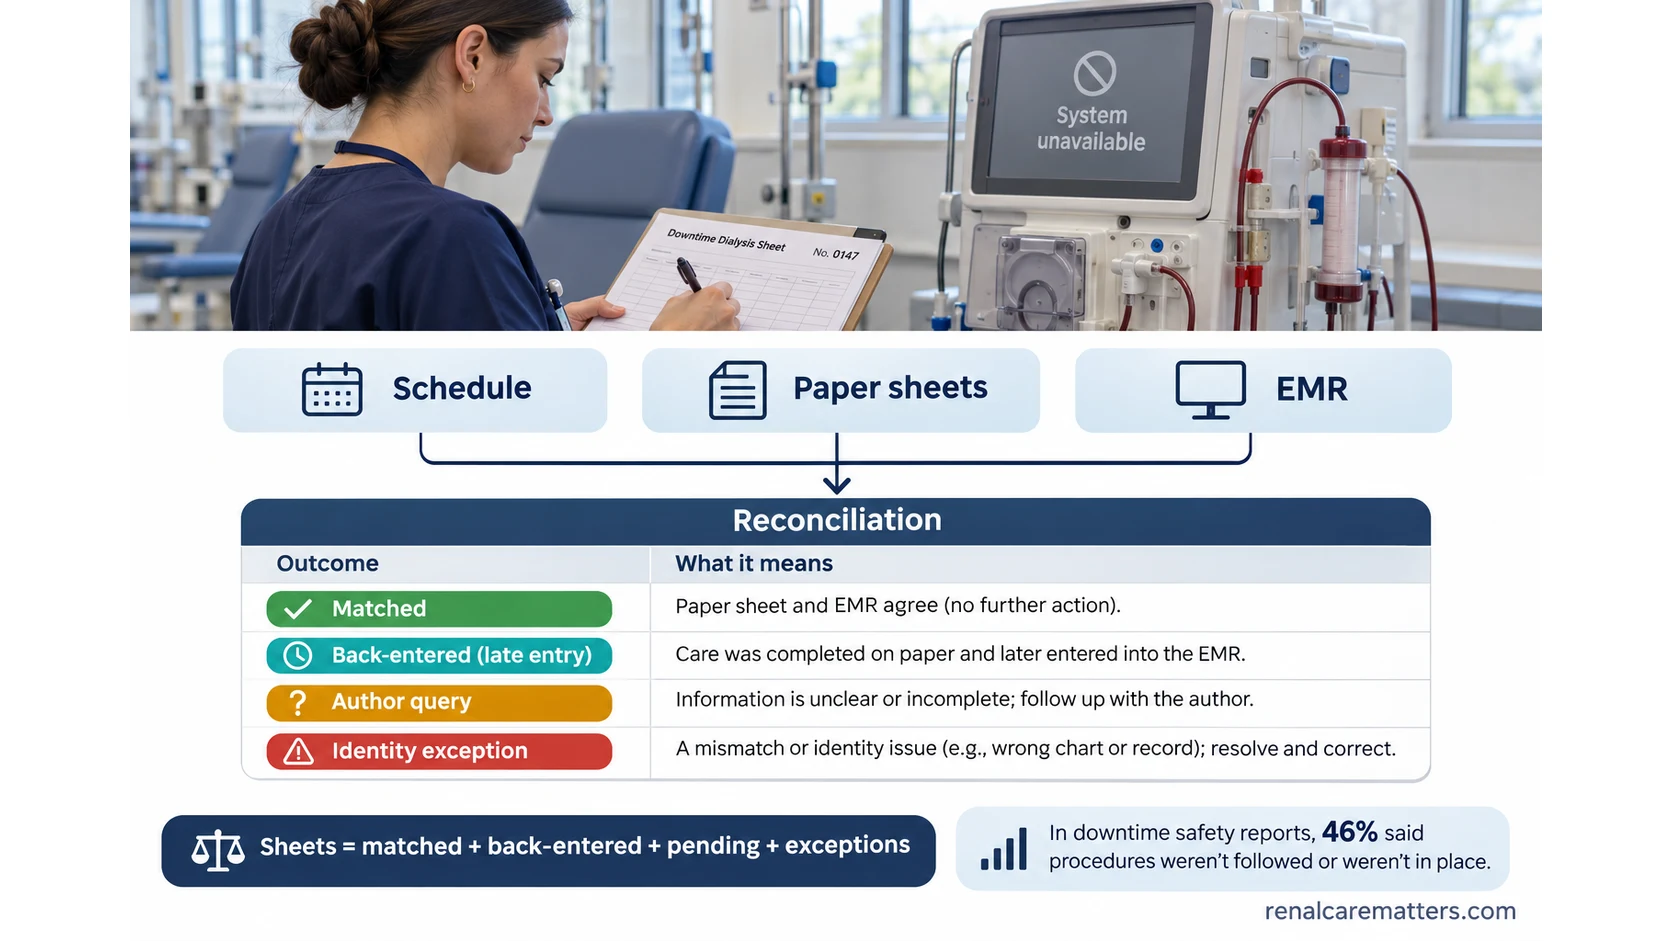 System
unavailable
Downtime Dialysis Sheet
No. 0147
Schedule
Paper sheets
EMR
Reconciliation
Outcome
What it means
Matched
Paper sheet and EMR agree (no further action).
Back-entered (late entry)
Care was completed on paper and later entered into the EMR.
Author query
Information is unclear or incomplete; follow up with the author.
Identity exception
A mismatch or identity issue (e.g., wrong chart or record); resolve and correct.
Sheets = matched + back-entered + pending + exceptions
In downtime safety reports, 46% said
procedures weren't followed or weren't in place.
renalcarematters.com